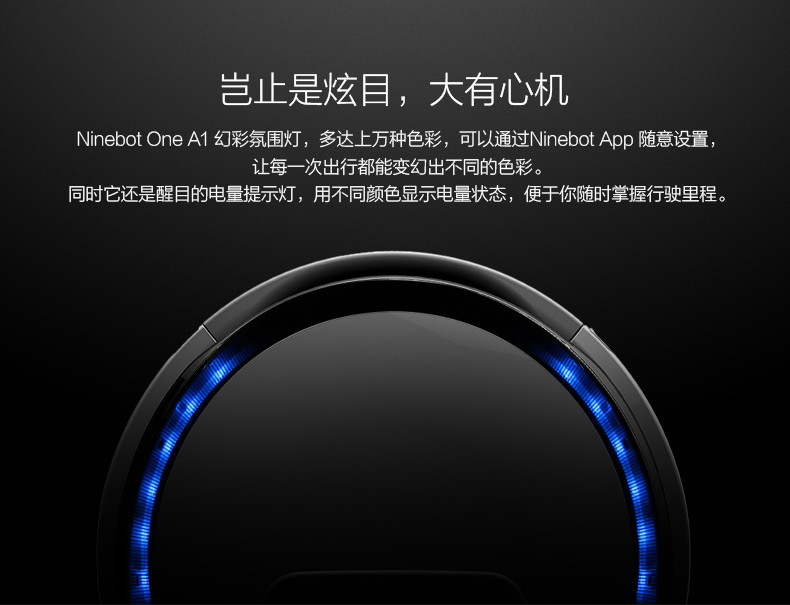 岂止是炫目，大有心机
Ninebot One A1 幻彩氛围灯，多达上万种色彩，可以通过Ninebot App 随意设置，
让每一次出行都能变幻出不同的色彩。
同时它还是醒目的电量提示灯，用不同颜色显示电量状态，便于你随时掌握行驶里程。